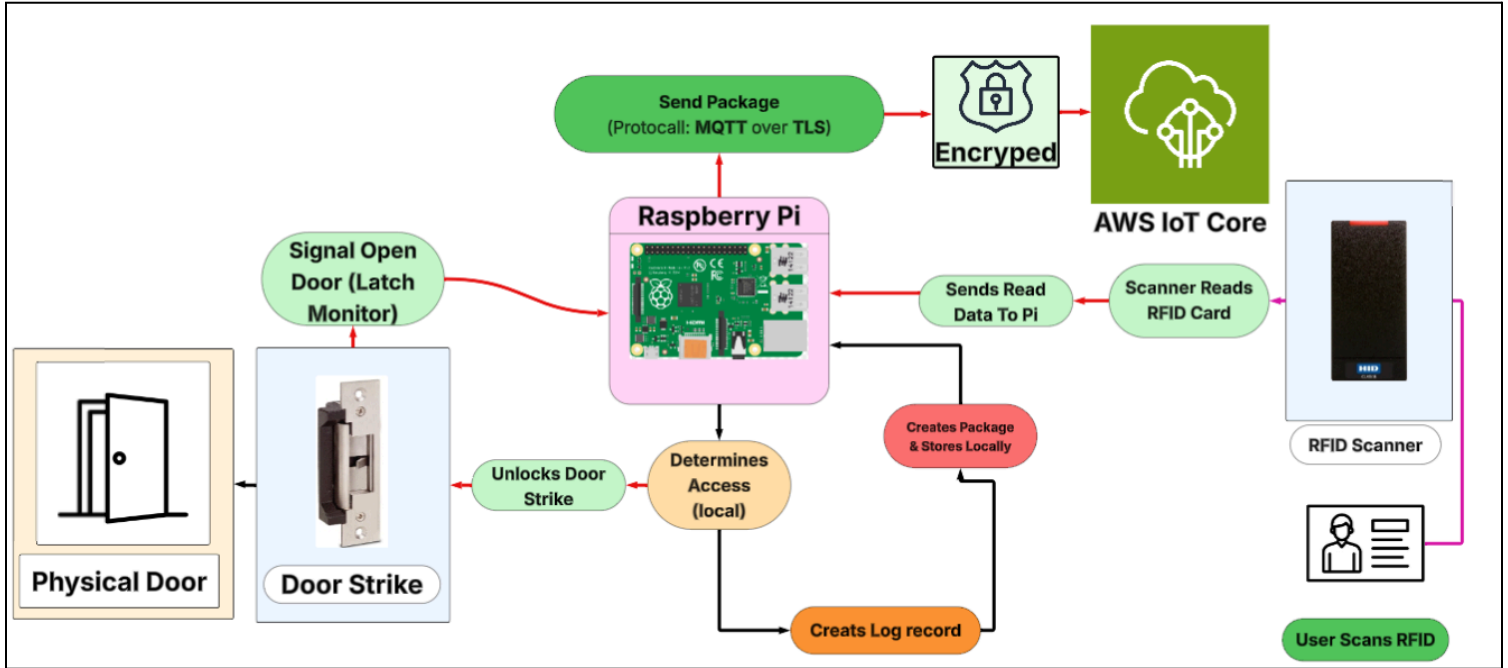 Send Package
(Protocall: MQTT over TLS)
Encryped
AWS IoT Core
Raspberry Pi
Signal Open
Door (Latch
Monitor)
Sends Read
Data To Pi
Scanner Reads
RFID Card
HID
RFID Scanner
Creates Package
& Stores Locally
Determines
Access
(local)
Unlocks Door
Strike
Physical Door
Door Strike
Creats Log record
User Scans RFID